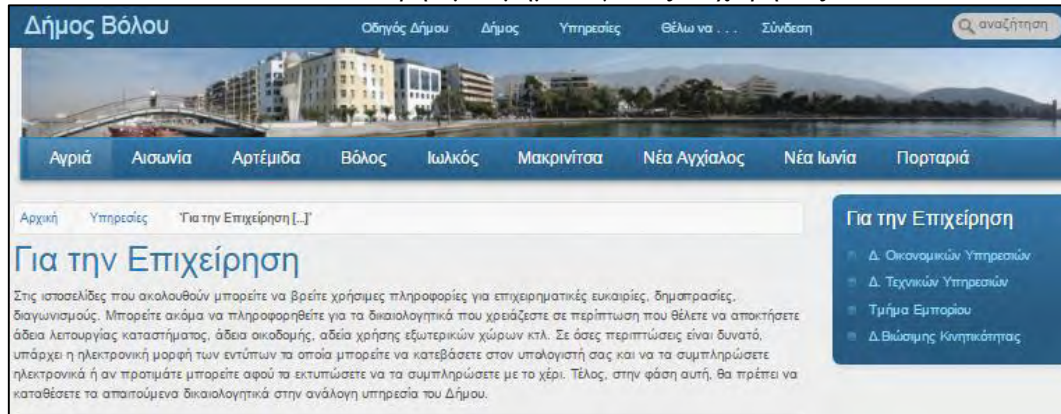 Δήμος Βόλου Οδηγός Δήμου Δήμος Υπηρεσίες Θέλω να . . . Σύνδεση αναζήτηση
Αγριά Αισωνία Αρτέμιδα Βόλος Ιωλκός Μακρινίτσα Νέα Αγχίαλος Νέα Ιωνία Πορταριά
Αρχική Υπηρεσίες 'Για την Επιχείρηση [...]'
Για την Επιχείρηση
Στις ιστοσελίδες που ακολουθούν μπορείτε να βρείτε χρήσιμες πληροφορίες για επιχειρηματικές ευκαιρίες, δημοπρασίες,
διαγωνισμούς. Μπορείτε ακόμα να πληροφορηθείτε για τα δικαιολογητικά που χρειάζεστε σε περίπτωση που θέλετε να αποκτήσετε
άδεια λειτουργίας καταστήματος, άδεια οικοδομής, αδεία χρήσης εξωτερικών χώρων κτλ. Σε όσες περιπτώσεις είναι δυνατό,
υπάρχει η ηλεκτρονική μορφή των εντύπων τα οποία μπορείτε να κατεβάσετε στον υπολογιστή σας και να τα συμπληρώσετε
ηλεκτρονικά ή αν προτιμάτε μπορείτε αφού τα εκτυπώσετε να τα συμπληρώσετε με το χέρι. Τέλος, στην φάση αυτή, θα πρέπει να
καταθέσετε τα απαιτούμενα δικαιολογητικά στην ανάλογη υπηρεσία του Δήμου.
Για την Επιχείρηση
Δ. Οικονομικών Υπηρεσιών
Δ. Τεχνικών Υπηρεσιών
Τμήμα Εμπορίου
Δ.Βιώσιμης Κινητικότητας